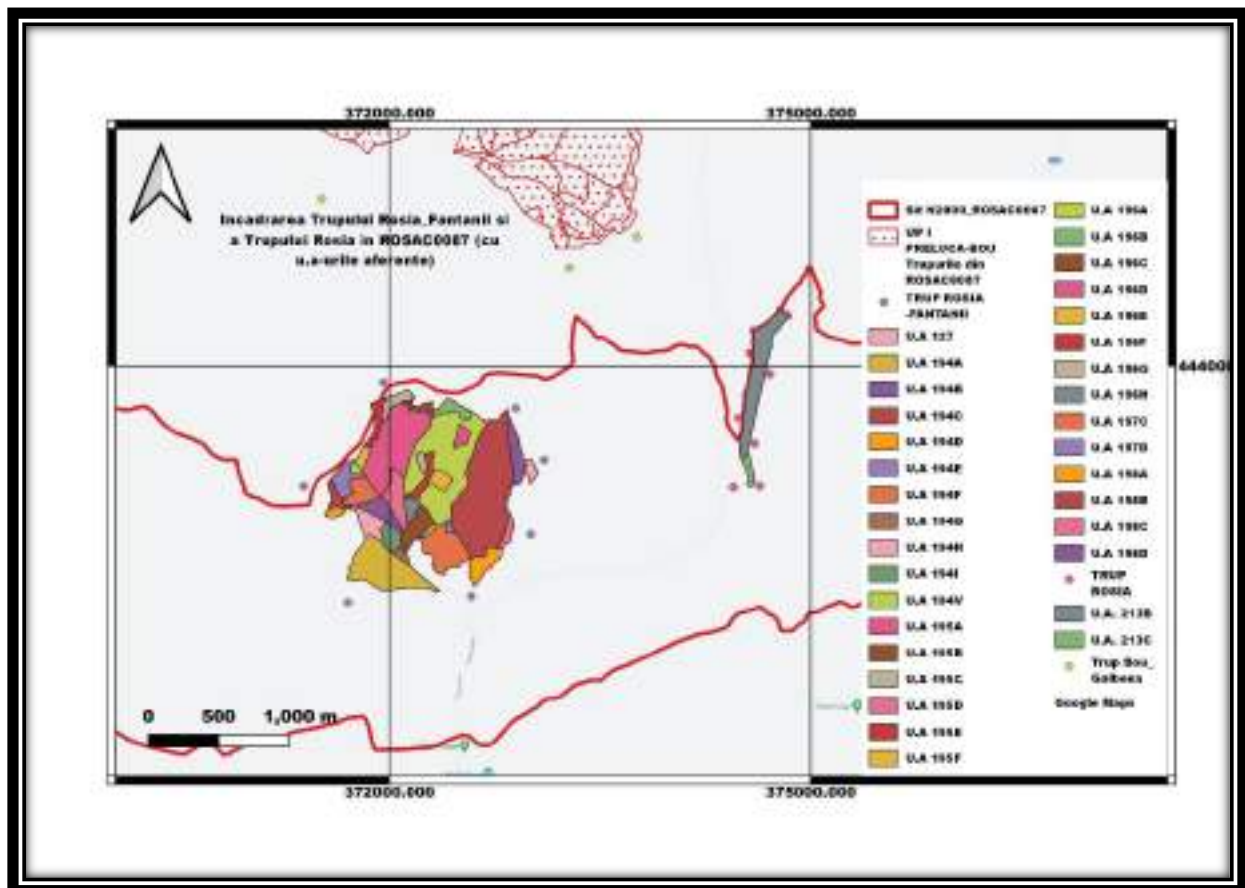 372000.000
375000.000
Incadrarea Trupului Rosia_Pantanii si
a Trupului Rosia in ROSAC0087 (cu
u.a-urile aferente)
Sit N2000_ROSAC0087
UP I
PRELUCA-BOU
Trupurile din
ROSAC0087
TRUP ROSIA
-PANTANII
U.A 137
U.A 194A
U.A 194B
U.A 194C
U.A 194D
U.A 194E
U.A 194F
U.A 194G
U.A 194H
U.A 194I
U.A 194V
U.A 195A
U.A 195B
U.A 195C
U.A 195D
U.A 195E
U.A 195F
U.A 196A
U.A 196B
U.A 196C
U.A 196D
U.A 196E
U.A 196F
U.A 196G
U.A 196H
U.A 197C
U.A 197D
U.A 198A
U.A 198B
U.A 198C
U.A 198D
TRUP
ROSIA
U.A. 213B
U.A. 213C
Trup Bou_
Galbena
Google Maps
44400
0 500 1,000 m
372000.000
375000.000